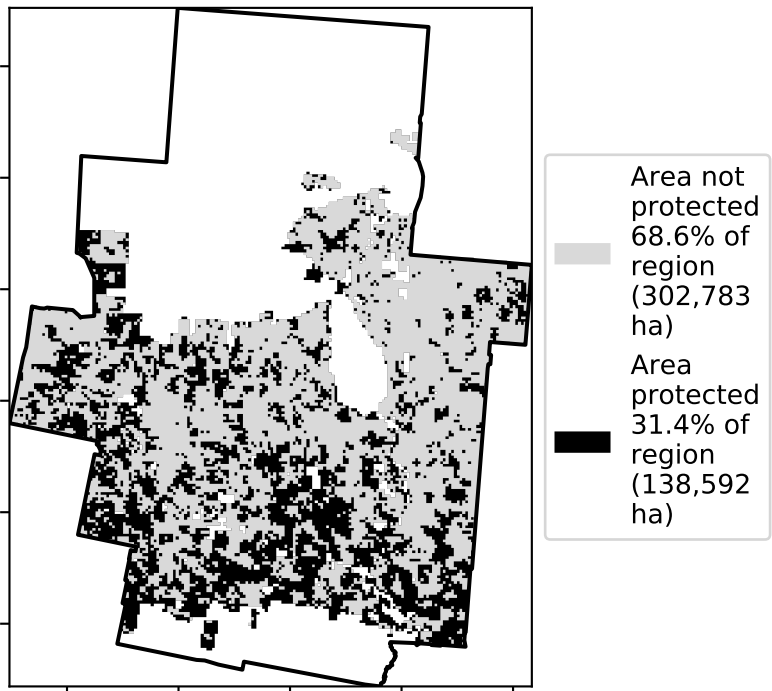 Area not
protected
68.6% of
region
(302,783
ha)
Area
protected
31.4% of
region
(138,592
ha)